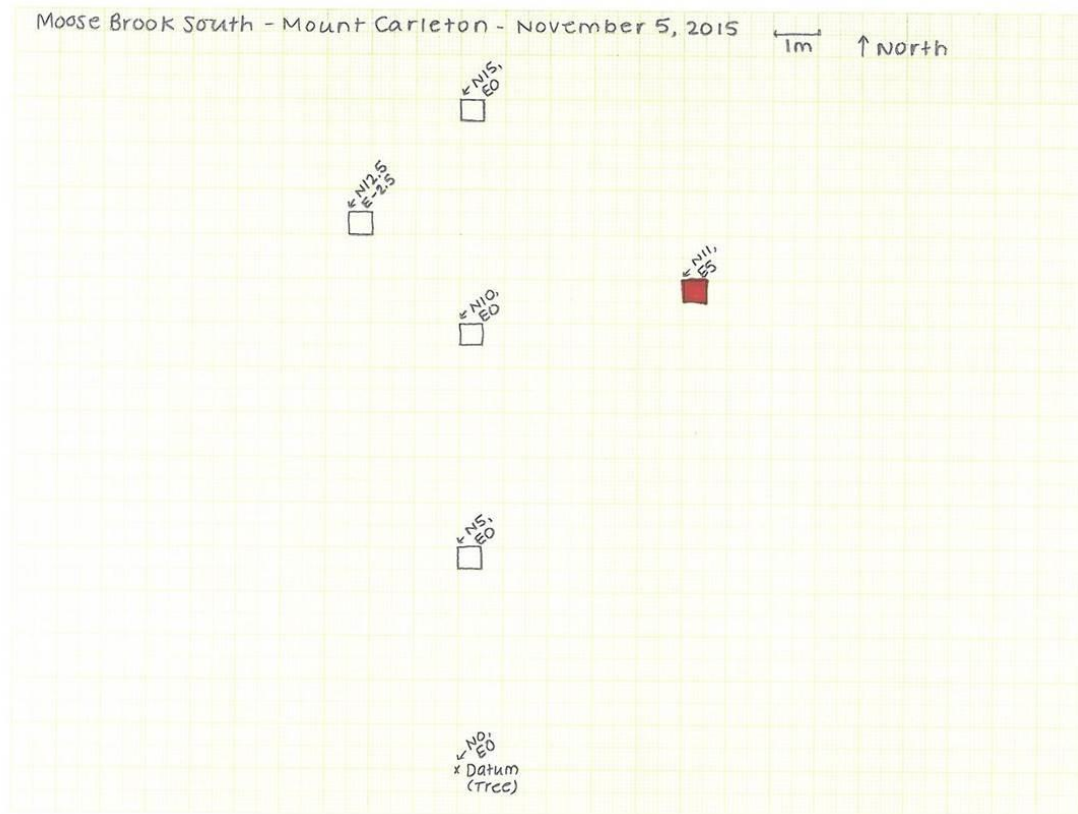 Moose Brook South - Mount Carleton - November 5, 2015
1m
↑ North
↙ N15,
E0
↙ N12.5
E-2.5
↙ N11,
E5
↙ N10,
E0
↙ N5,
E0
↙ N0,
E0
x Datum
(Tree)